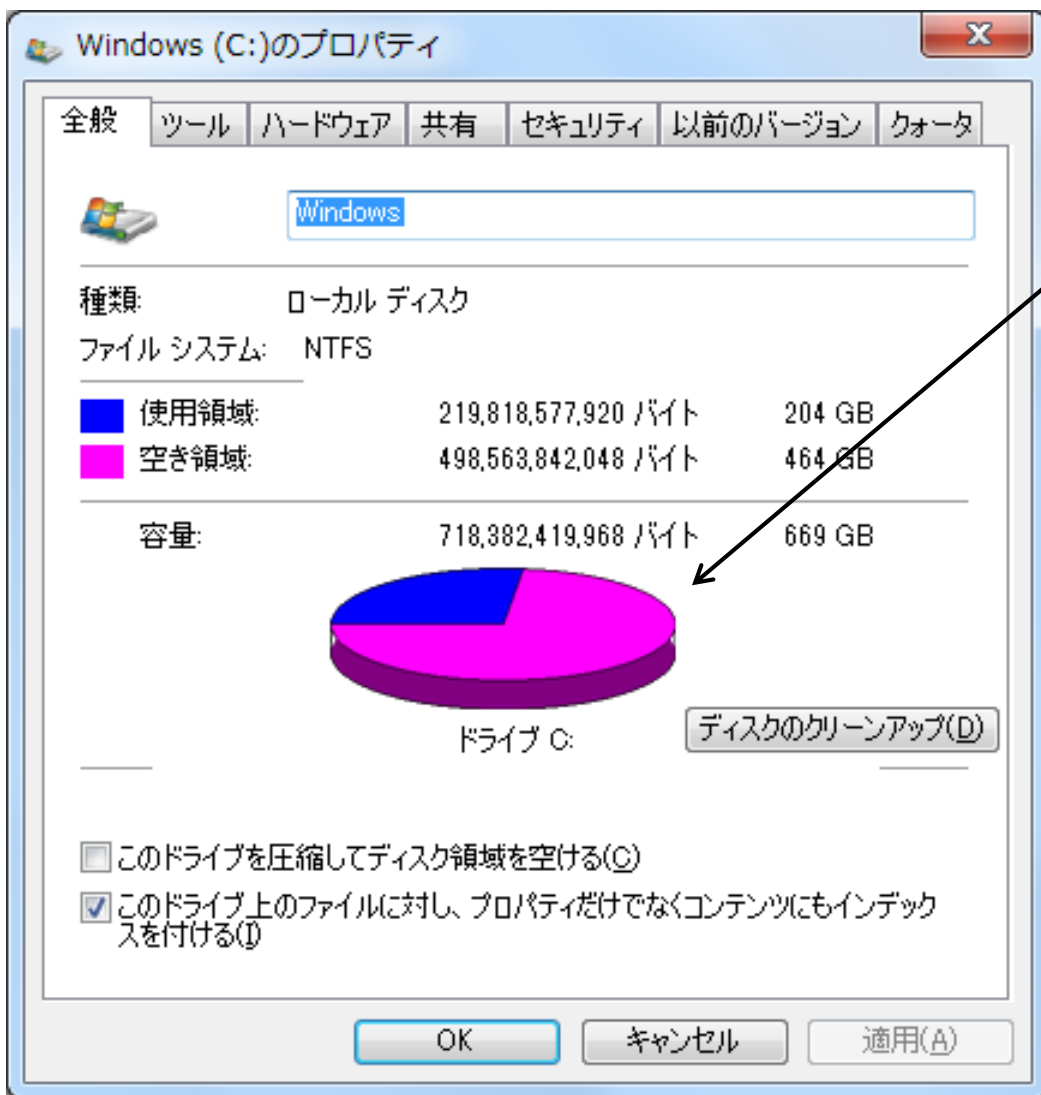 Windows (C:)のプロパティ
全般 ツール ハードウェア 共有 セキュリティ 以前のバージョン クォータ
Windows
種類: ローカル ディスク
ファイル システム: NTFS
使用領域: 219,818,577,920 バイト 204 GB
空き領域: 498,563,842,048 バイト 464 GB
容量: 718,382,419,968 バイト 669 GB
ドライブ C:
ディスクのクリーンアップ(D)
このドライブを圧縮してディスク領域を空ける(C)
このドライブ上のファイルに対し、プロパティだけでなくコンテンツにもインデック
スを付ける(I)
OK キャンセル 適用(A)